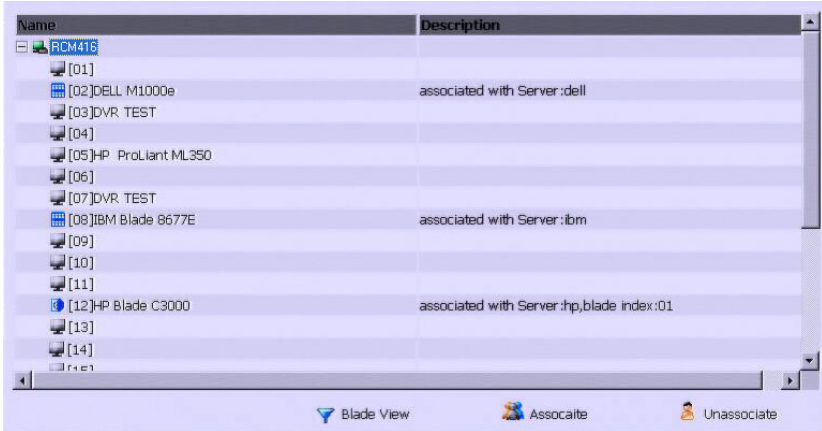 Name Description
RCM416
[01]
[02]DELL M1000e associated with Server:dell
[03]DVR TEST
[04]
[05]HP ProLiant ML350
[06]
[07]DVR TEST
[08]IBM Blade 8677E associated with Server:ibm
[09]
[10]
[11]
[12]HP Blade C3000 associated with Server:hp,blade index:01
[13]
[14]
Blade View Assocaite Unassociate